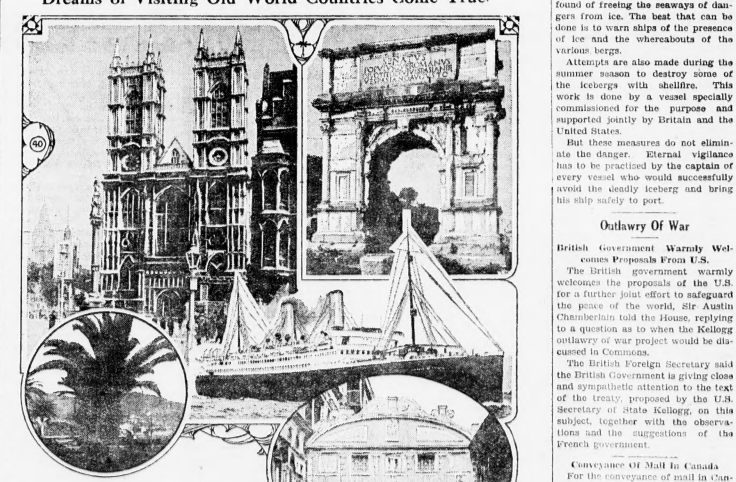 Dreams of Visiting Old World Countries Come True.
40
SENATVS
found of freeing the seaways of dan-
gers from ice. The best that can be
done is to warn ships of the presence
of ice and the whereabouts of the
various bergs.
Attempts are also made during the
summer season to destroy some of
the icebergs with shellfire. This
work is done by a vessel specially
commissioned for the purpose and
supported jointly by Britain and the
United States.
But these measures do not elimin-
ate the danger. Eternal vigilance
has to be practised by the captain of
every vessel who would successfully
avoid the deadly iceberg and bring
his ship safely to port.
Outlawry Of War
British Government Warmly Wel-
comes Proposals From U.S.
The British government warmly
welcomes the proposals of the U.S.
for a further joint effort to safeguard
the peace of the world, Sir Austin
Chamberlain told the House, replying
to a question as to when the Kellogg
outlawry of war project would be dis-
cussed in Commons.
The British Foreign Secretary said
the British Government is giving close
and sympathetic attention to the text
of the treaty, proposed by the U.S.
Secretary of State Kellogg, on this
subject, together with the observa-
tions and the suggestions of the
French government.
Conveyance Of Mail In Canada
For the conveyance of mail in Can-